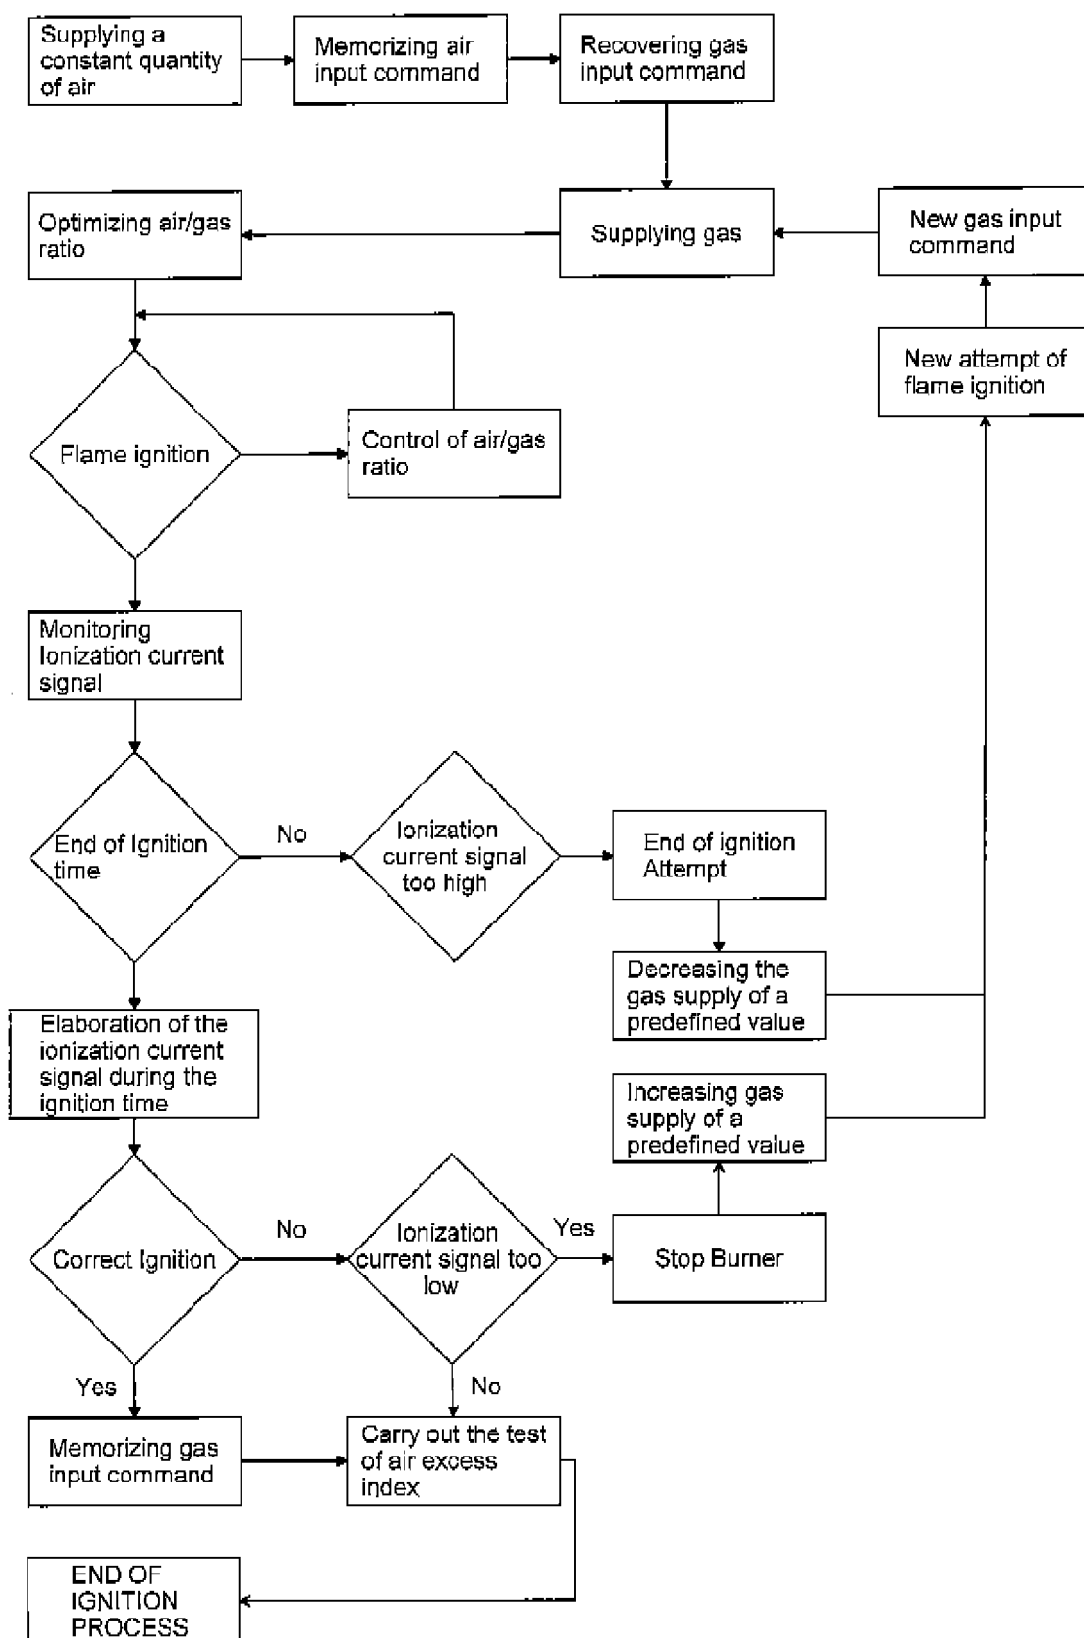 Supplying a
constant quantity
of air
Memorizing air
input command
Recovering gas
input command
Optimizing air/gas
ratio
Supplying gas
New gas input
command
New attempt of
flame ignition
Flame ignition
Control of air/gas
ratio
Monitoring
Ionization current
signal
End of Ignition
time
No
Ionization
current signal
too high
End of ignition
Attempt
Decreasing the
gas supply of a
predefined value
Elaboration of the
ionization current
signal during the
ignition time
Increasing gas
supply of a
predefined value
Correct Ignition
No
Ionization
current signal too
low
Yes
Stop Burner
Yes
No
Memorizing gas
input command
Carry out the test
of air excess
index
END OF
IGNITION
PROCESS